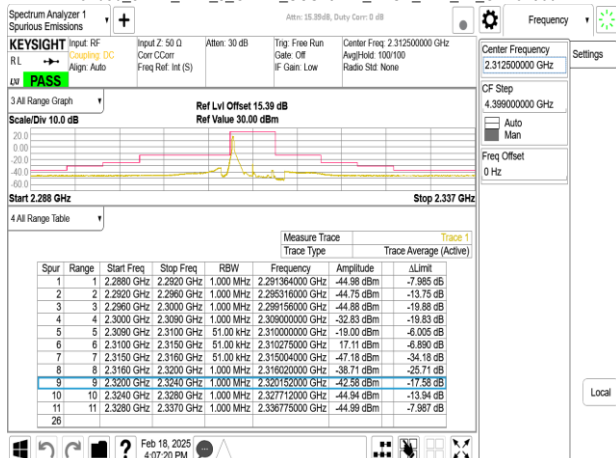 Spectrum Analyzer 1
Spurious Emissions
Attn: 15.39dB, Duty Corr: 0 dB
Frequency
KEYSIGHT
RL
LXI
PASS
Input: RF
Coupling: DC
Align: Auto
Input Z: 50 Ω
Corr CCorr
Freq Ref: Int (S)
Atten: 30 dB
Trig: Free Run
Gate: Off
IF Gain: Low
Center Freq: 2.312500000 GHz
Avg|Hold: 100/100
Radio Std: None
Center Frequency
2.312500000 GHz
Settings
CF Step
4.399000000 GHz
Auto
Man
Freq Offset
0 Hz
3 All Range Graph
Scale/Div 10.0 dB
Ref Lvl Offset 15.39 dB
Ref Value 30.00 dBm
20.0
0.00
-20.0
-40.0
-60.0
Start 2.288 GHz
Stop 2.337 GHz
4 All Range Table
Measure Trace Trace 1
Trace Type Trace Average (Active)
Spur Range Start Freq Stop Freq RBW Frequency Amplitude ΔLimit
1 1 2.2880 GHz 2.2920 GHz 1.000 MHz 2.291364000 GHz -44.98 dBm -7.985 dB
2 2 2.2920 GHz 2.2960 GHz 1.000 MHz 2.295316000 GHz -44.75 dBm -13.75 dB
3 3 2.2960 GHz 2.3000 GHz 1.000 MHz 2.299156000 GHz -44.88 dBm -19.88 dB
4 4 2.3000 GHz 2.3090 GHz 1.000 MHz 2.309000000 GHz -32.83 dBm -19.83 dB
5 5 2.3090 GHz 2.3100 GHz 51.00 kHz 2.310000000 GHz -19.00 dBm -6.005 dB
6 6 2.3100 GHz 2.3150 GHz 51.00 kHz 2.310275000 GHz 17.11 dBm -6.890 dB
7 7 2.3150 GHz 2.3160 GHz 51.00 kHz 2.315004000 GHz -47.18 dBm -34.18 dB
8 8 2.3160 GHz 2.3200 GHz 1.000 MHz 2.316020000 GHz -38.71 dBm -25.71 dB
9 9 2.3200 GHz 2.3240 GHz 1.000 MHz 2.320152000 GHz -42.58 dBm -17.58 dB
10 10 2.3240 GHz 2.3280 GHz 1.000 MHz 2.327712000 GHz -44.94 dBm -13.94 dB
11 11 2.3280 GHz 2.3370 GHz 1.000 MHz 2.336775000 GHz -44.99 dBm -7.987 dB
26
Local
Feb 18, 2025
4:07:20 PM